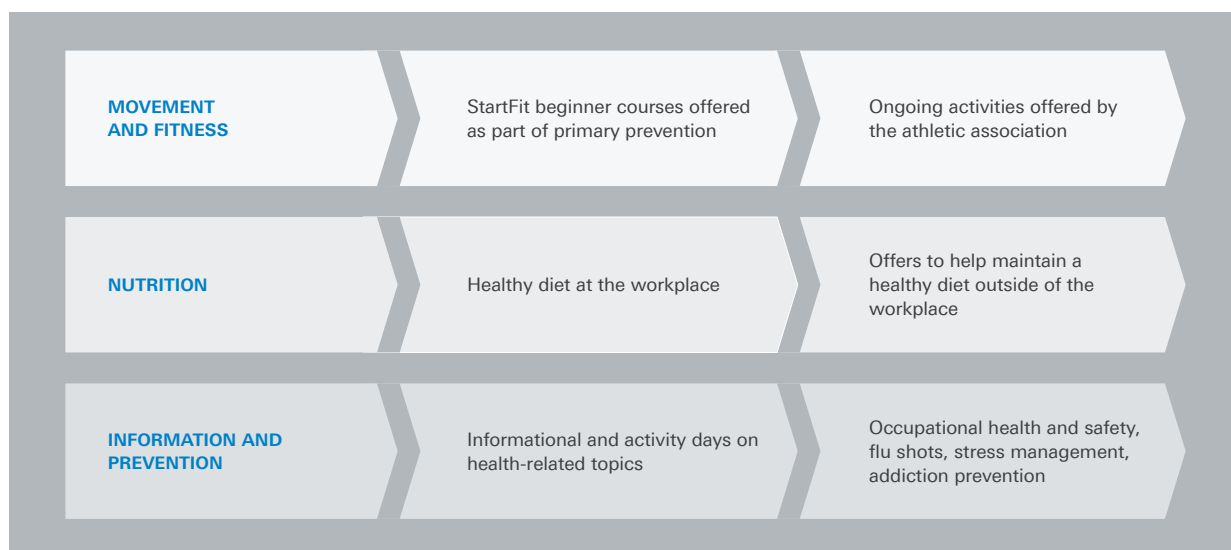 MOVEMENT
AND FITNESS
StartFit beginner courses offered
as part of primary prevention
Ongoing activities offered by
the athletic association
NUTRITION
Healthy diet at the workplace
Offers to help maintain a
healthy diet outside of the
workplace
INFORMATION AND
PREVENTION
Informational and activity days on
health-related topics
Occupational health and safety,
flu shots, stress management,
addiction prevention